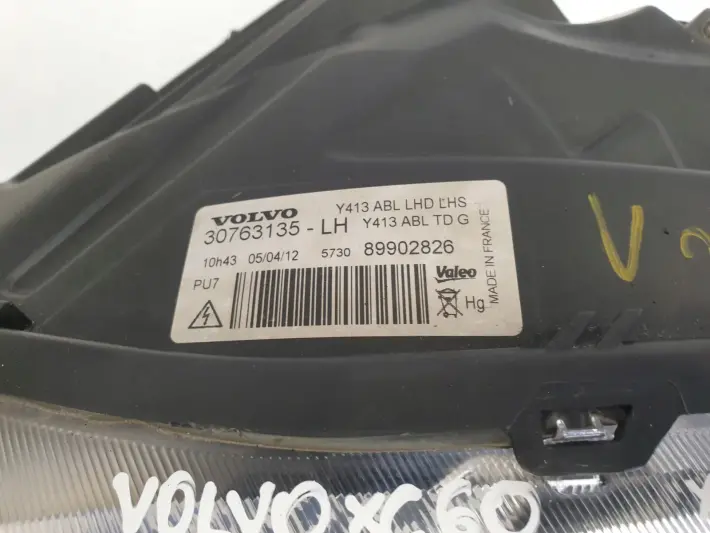 VOLVO Y413 ABL LHD LHS
30763135 - LH Y413 ABL TD G
10h43 05/04/12 5730 89902826
PU7 Valeo
Hg
MADE IN FRANCE
V 2
VOLVO XC60